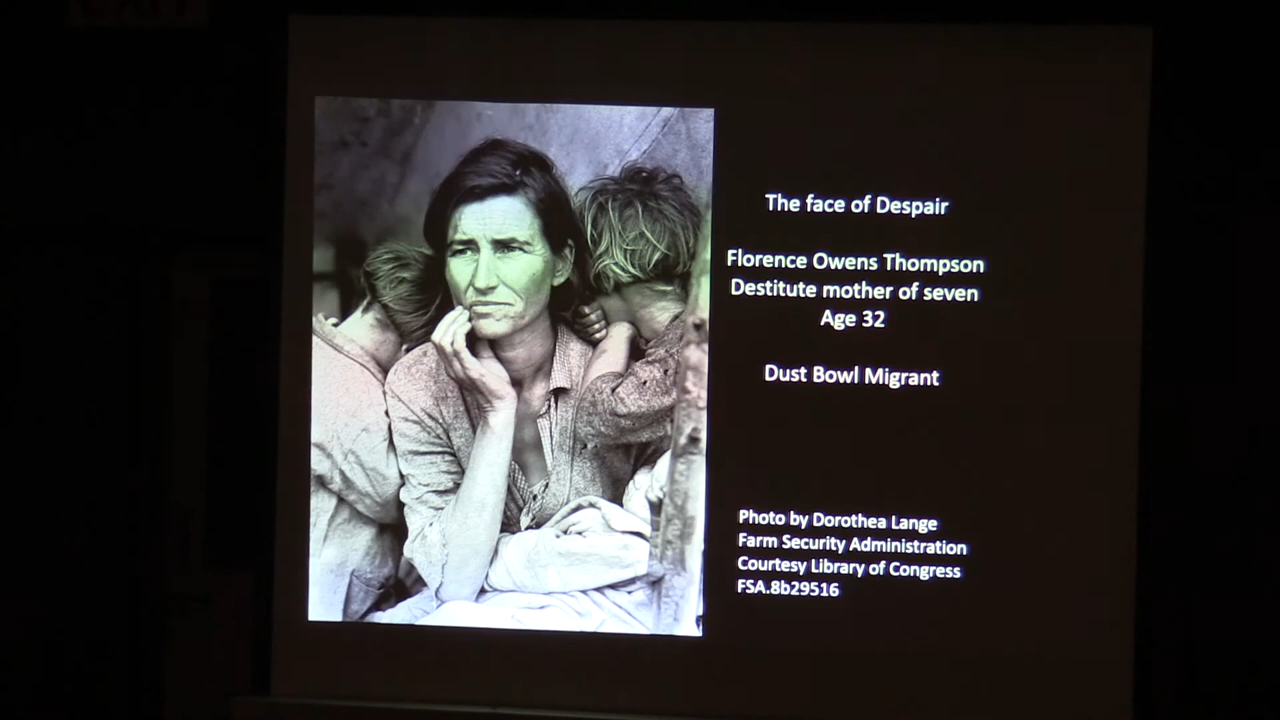 The face of Despair
Florence Owens Thompson
Destitute mother of seven
Age 32
Dust Bowl Migrant
Photo by Dorothea Lange
Farm Security Administration
Courtesy Library of Congress
FSA.8b29516